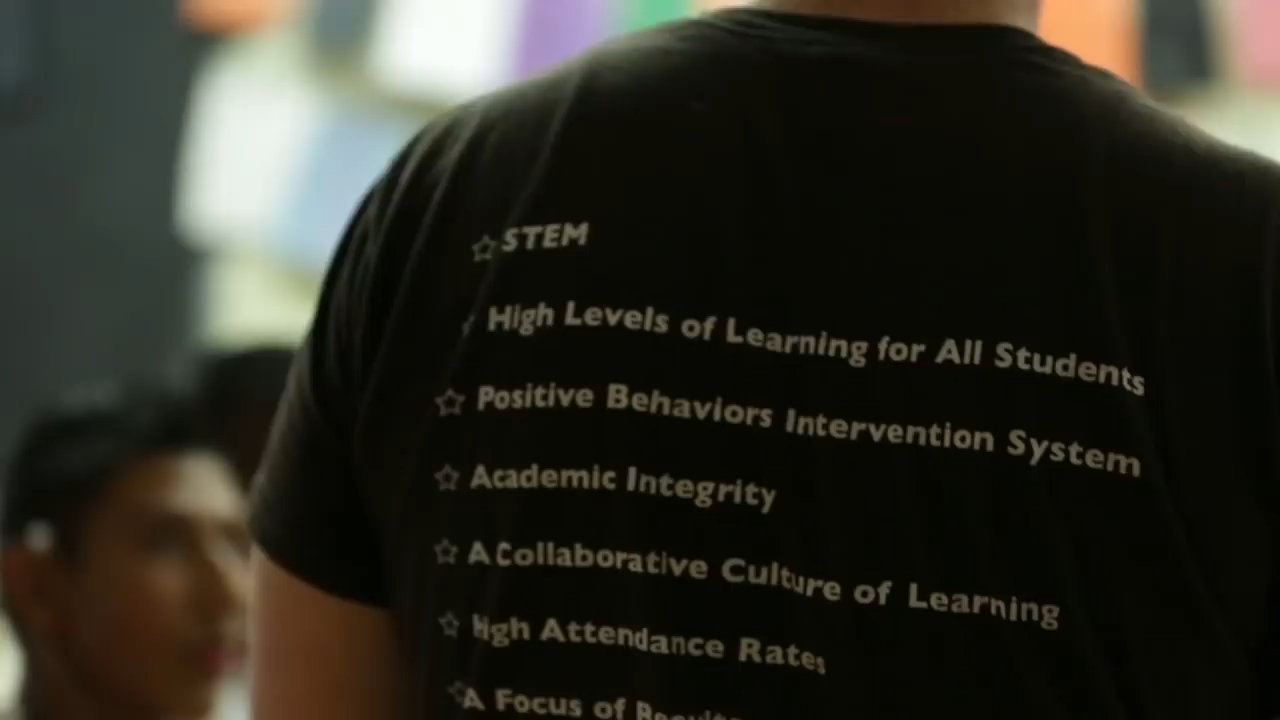 ☆ STEM
☆ High Levels of Learning for All Students
☆ Positive Behaviors Intervention System
☆ Academic Integrity
☆ A Collaborative Culture of Learning
☆ High Attendance Rates
☆ A Focus of